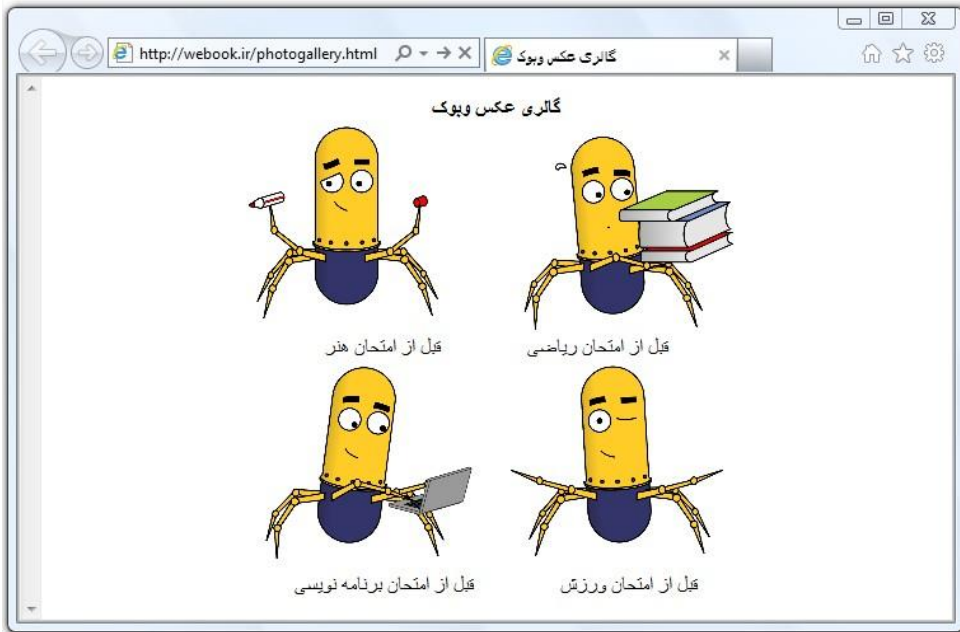 http://webook.ir/photogallery.html
گالری عکس وبوک
گالری عکس وبوک
قبل از امتحان ریاضی
قبل از امتحان هنر
قبل از امتحان ورزش
قبل از امتحان برنامه نویسی